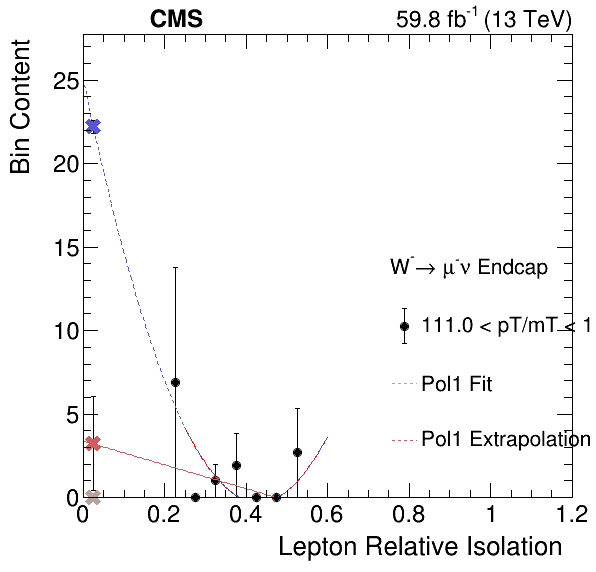 CMS
59.8 fb⁻¹ (13 TeV)
Bin Content
25
20
15
10
5
0
W⁻→ μ⁻ν Endcap
111.0 < pT/mT < 1
Pol1 Fit
Pol1 Extrapolation
0 0.2 0.4 0.6 0.8 1 1.2
Lepton Relative Isolation